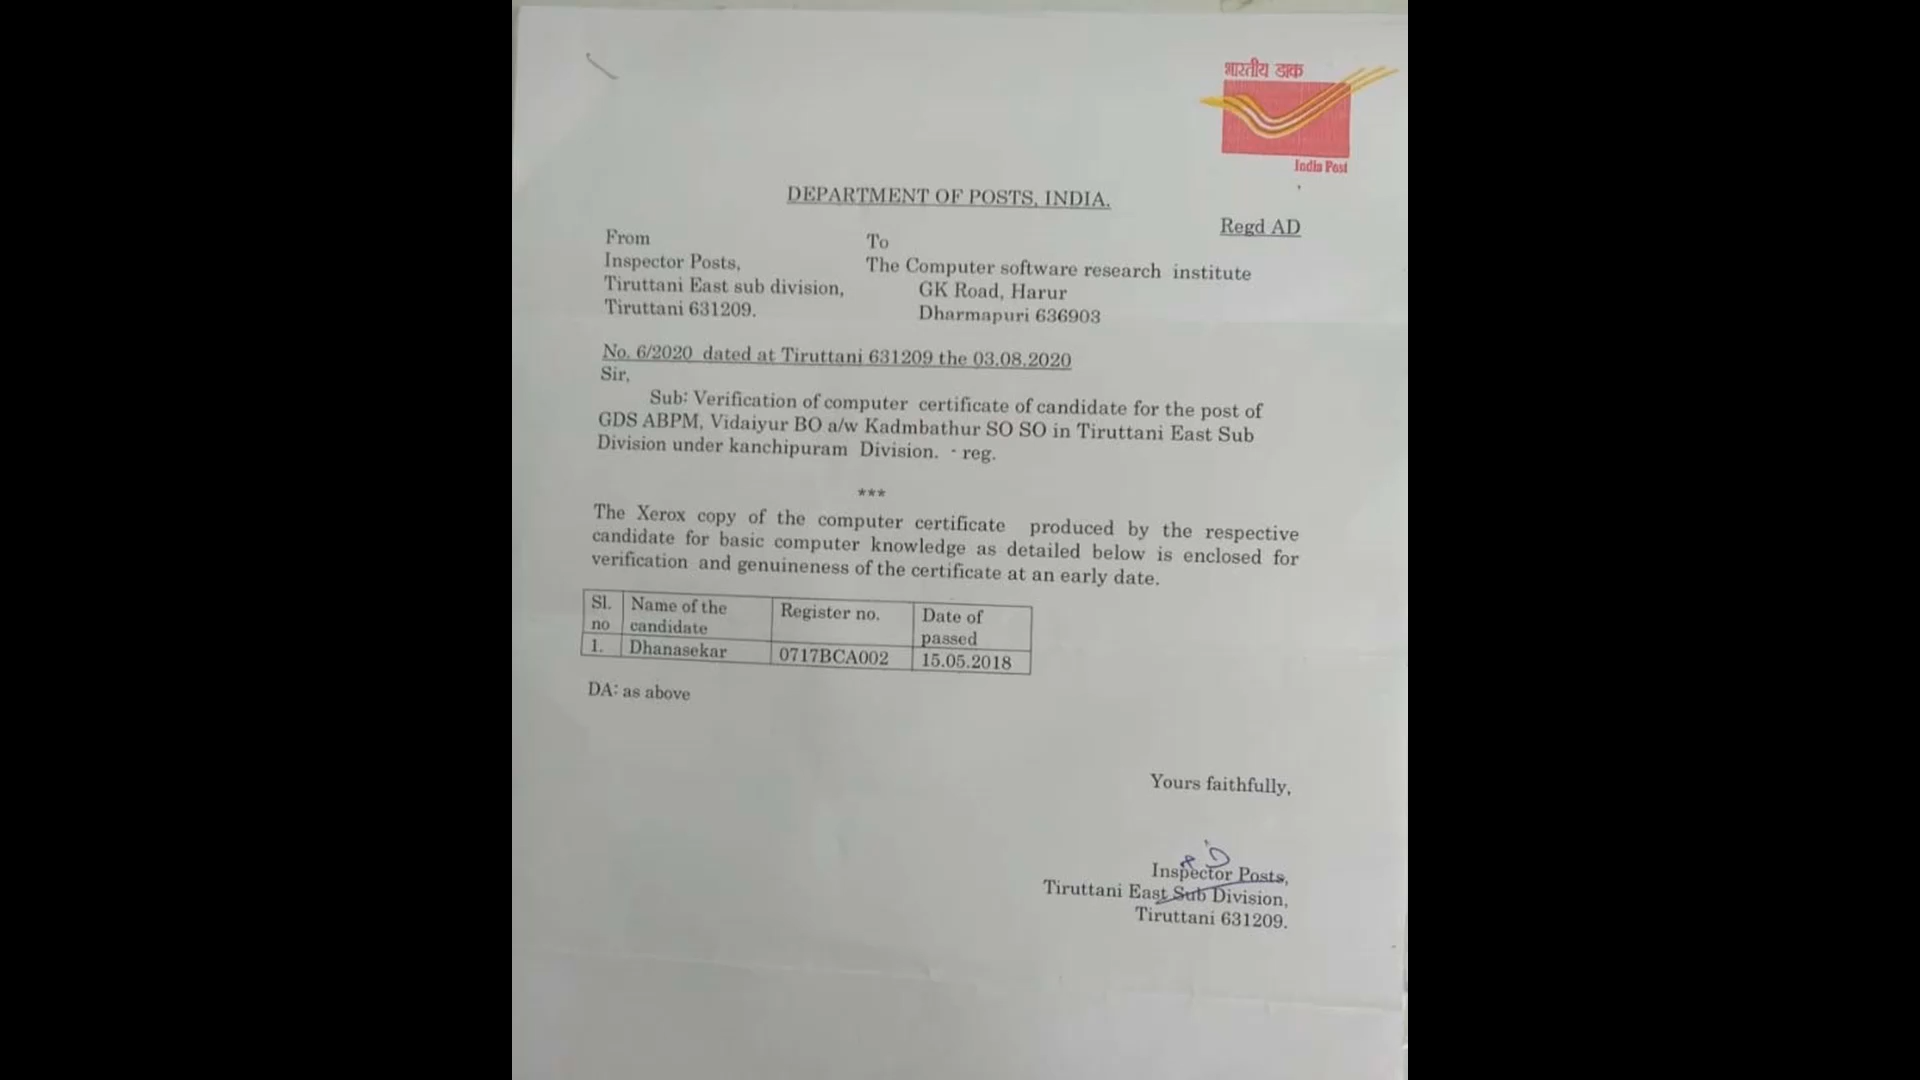 भारतीय डाक
India Post
DEPARTMENT OF POSTS, INDIA.
Regd AD
From
Inspector Posts,
Tiruttani East sub division,
Tiruttani 631209.
To
The Computer software research institute
GK Road, Harur
Dharmapuri 636903
No. 6/2020 dated at Tiruttani 631209 the 03.08.2020
Sir,
Sub: Verification of computer certificate of candidate for the post of
GDS ABPM, Vidaiyur BO a/w Kadmbathur SO SO in Tiruttani East Sub
Division under kanchipuram Division. - reg.
***
The Xerox copy of the computer certificate produced by the respective
candidate for basic computer knowledge as detailed below is enclosed for
verification and genuineness of the certificate at an early date.
Sl. no Name of the candidate Register no. Date of passed
1. Dhanasekar 0717BCA002 15.05.2018
DA: as above
Yours faithfully,
Inspector Posts,
Tiruttani East Sub Division,
Tiruttani 631209.